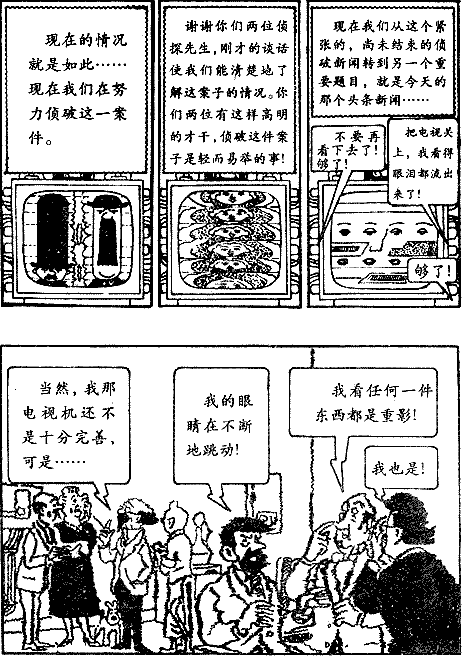 现在的情况
就是如此……
现在我们在努
力侦破这一案
件。
谢谢你们两位侦
探先生，刚才的谈话
使我们能清楚地了
解这案子的情况。你
们两位有这样高明
的才干，侦破这件案
子是轻而易举的事！
现在我们从这个紧
张的，尚未结束的侦
破新闻转到另一个重
要题目，就是今天的
那个头条新闻……
不要再
看下去了！
够了！
把电视关
上，我看得
眼泪都流出
来了！
够了！
当然，我那
电视机还不
是十分完善，
可是……
我的眼
睛在不断
地跳动！
我看任何一件
东西都是重影！
我也是！